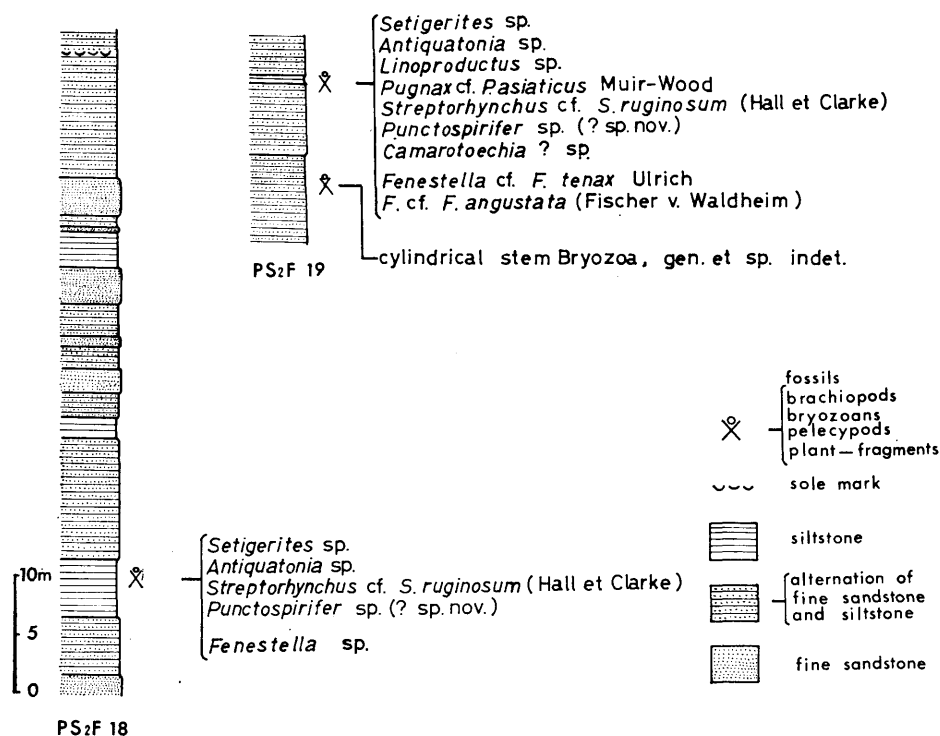 Setigerites sp.
Antiquatonia sp.
Linoproductus sp.
Pugnax cf. P.asiaticus Muir-Wood
Streptorhynchus cf. S.ruginosum (Hall et Clarke)
Punctospirifer sp. (? sp. nov.)
Camarotoechia ? sp.
Fenestella cf. F. tenax Ulrich
F. cf. F. angustata (Fischer v. Waldheim)
cylindrical stem Bryozoa, gen. et sp. indet.
PS2F 19
fossils
brachiopods
bryozoans
pelecypods
plant—fragments
sole mark
siltstone
alternation of
fine sandstone
and siltstone
fine sandstone
Setigerites sp.
Antiquatonia sp.
Streptorhynchus cf. S. ruginosum (Hall et Clarke)
Punctospirifer sp. (? sp. nov.)
Fenestella sp.
10m
5
0
PS2F 18